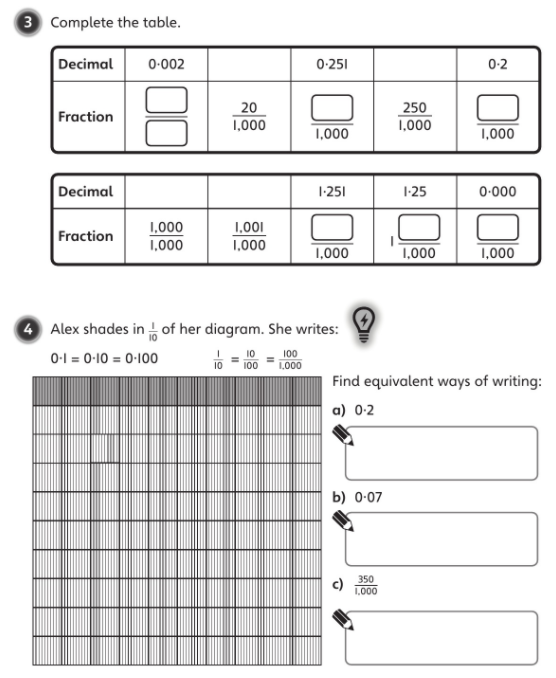 3 Complete the table.
Decimal 0·002 0·251 0·2
Fraction 20/1,000 /1,000 250/1,000 /1,000
Decimal 1·251 1·25 0·000
Fraction 1,000/1,000 1,001/1,000 /1,000 1 /1,000 /1,000
4 Alex shades in 1/10 of her diagram. She writes:
0·1 = 0·10 = 0·100 1/10 = 10/100 = 100/1,000
Find equivalent ways of writing:
a) 0·2
b) 0·07
c) 350/1,000